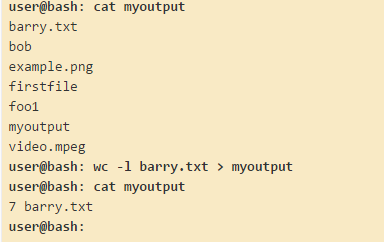 user@bash: cat myoutput
barry.txt
bob
example.png
firstfile
foo1
myoutput
video.mpeg
user@bash: wc -l barry.txt > myoutput
user@bash: cat myoutput
7 barry.txt
user@bash: